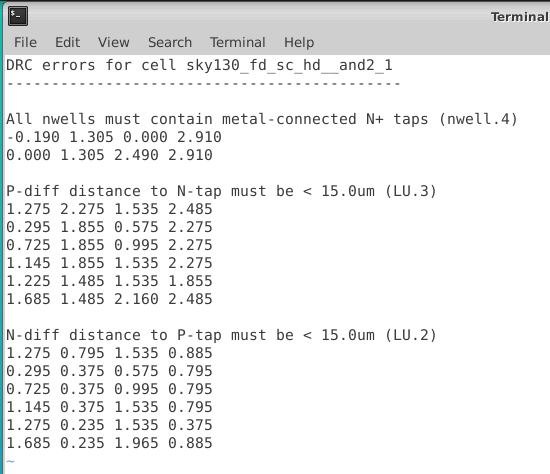 Terminal
File Edit View Search Terminal Help
DRC errors for cell sky130_fd_sc_hd__and2_1
--------------------------------------------
All nwells must contain metal-connected N+ taps (nwell.4)
-0.190 1.305 0.000 2.910
0.000 1.305 2.490 2.910
P-diff distance to N-tap must be < 15.0um (LU.3)
1.275 2.275 1.535 2.485
0.295 1.855 0.575 2.275
0.725 1.855 0.995 2.275
1.145 1.855 1.535 2.275
1.225 1.485 1.535 1.855
1.685 1.485 2.160 2.485
N-diff distance to P-tap must be < 15.0um (LU.2)
1.275 0.795 1.535 0.885
0.295 0.375 0.575 0.795
0.725 0.375 0.995 0.795
1.145 0.375 1.535 0.795
1.275 0.235 1.535 0.375
1.685 0.235 1.965 0.885
~